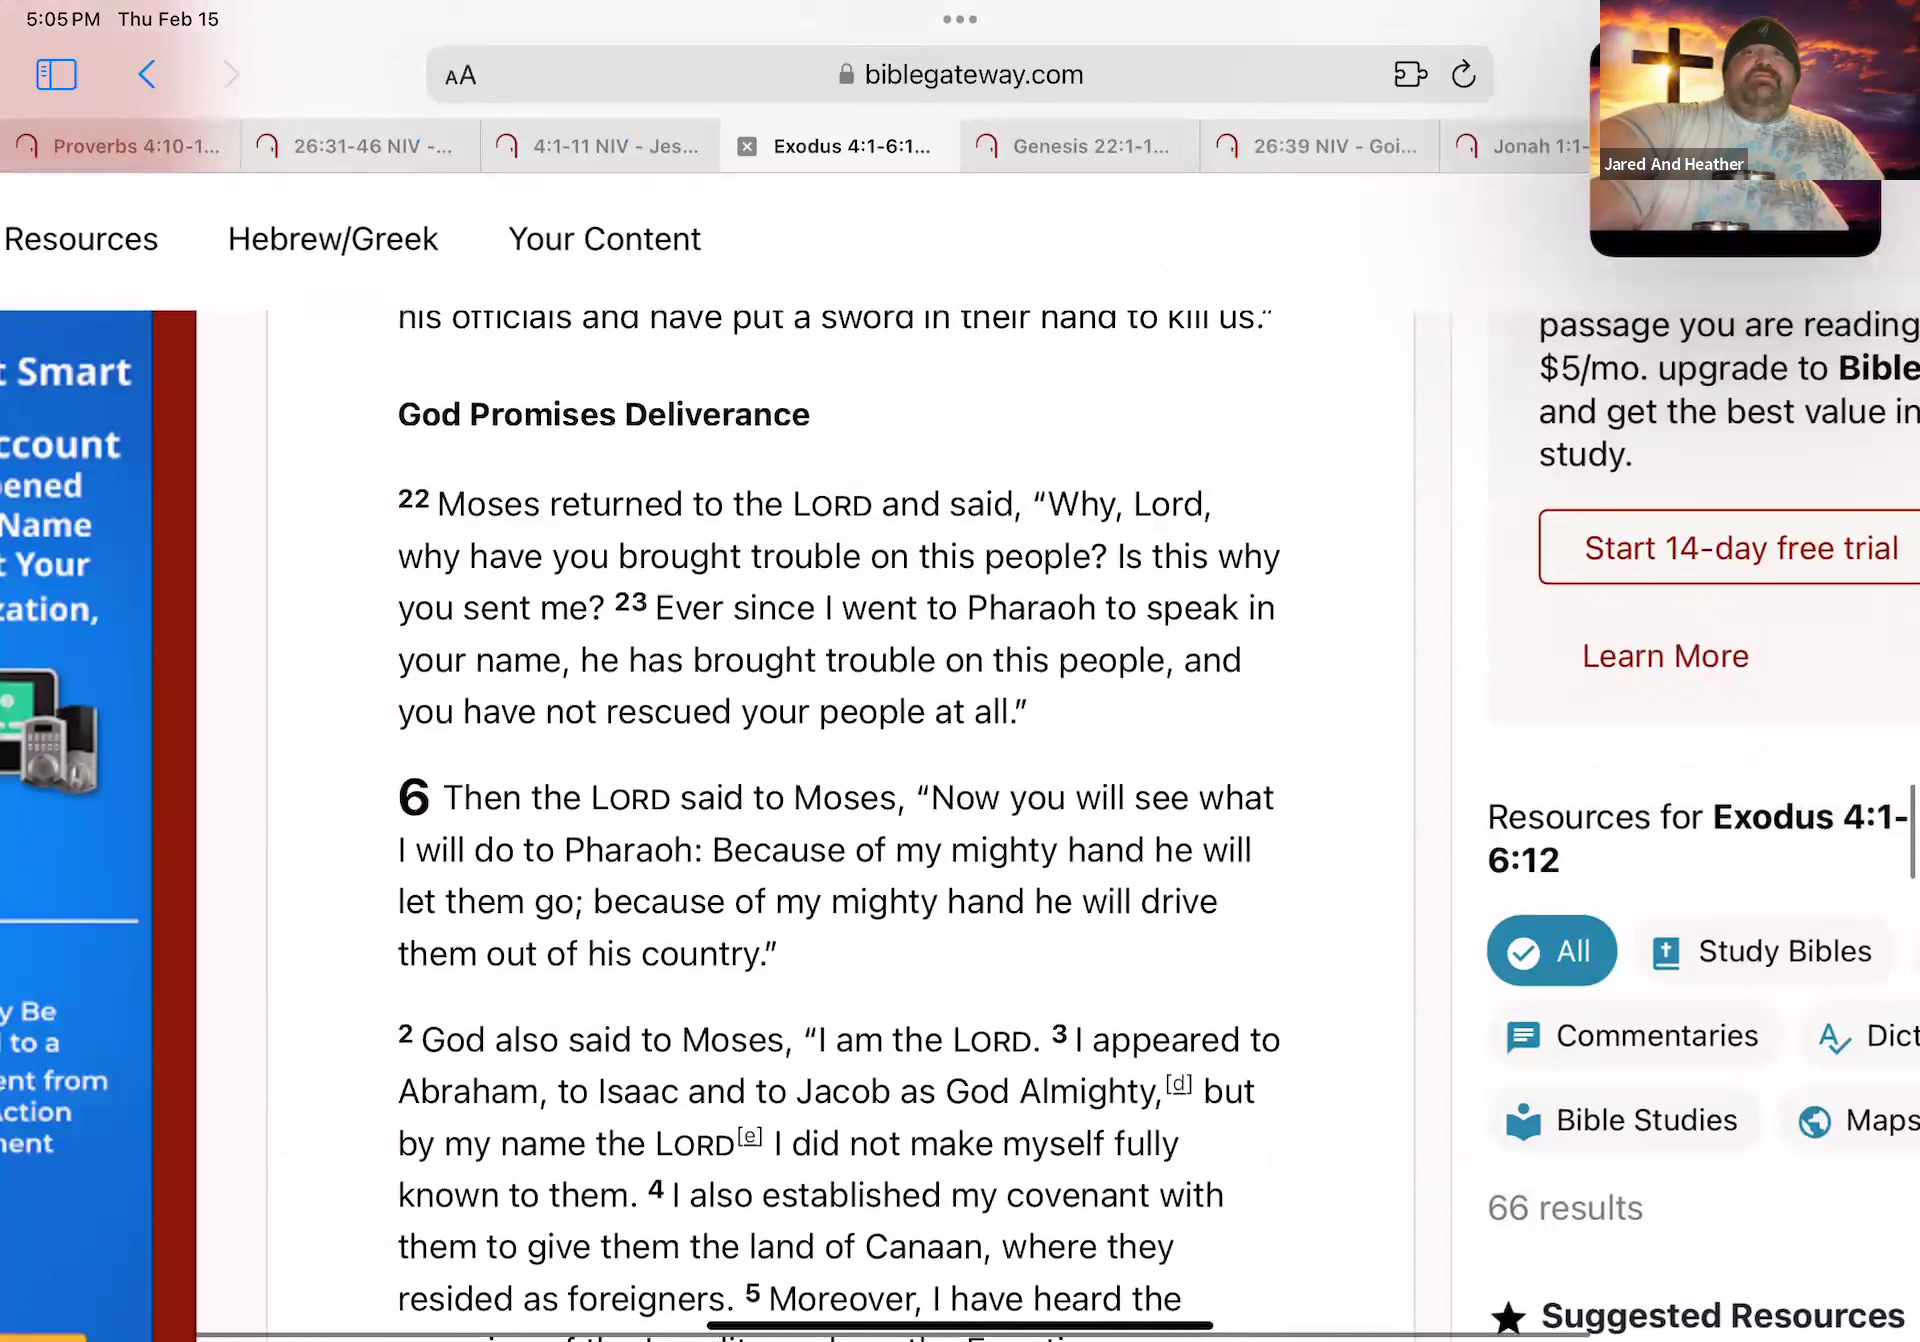 5:05 PM Thu Feb 15
AA
biblegateway.com
Proverbs 4:10-1...
26:31-46 NIV -...
4:1-11 NIV - Jes...
Exodus 4:1-6:1...
Genesis 22:1-1...
26:39 NIV - Goi...
Jonah 1:1-
Jared And Heather
Resources
Hebrew/Greek
Your Content
his officials and have put a sword in their hand to kill us.”
God Promises Deliverance
22 Moses returned to the LORD and said, “Why, Lord,
why have you brought trouble on this people? Is this why
you sent me? 23 Ever since I went to Pharaoh to speak in
your name, he has brought trouble on this people, and
you have not rescued your people at all.”
6 Then the LORD said to Moses, “Now you will see what
I will do to Pharaoh: Because of my mighty hand he will
let them go; because of my mighty hand he will drive
them out of his country.”
2 God also said to Moses, “I am the LORD. 3 I appeared to
Abraham, to Isaac and to Jacob as God Almighty,[d] but
by my name the LORD[e] I did not make myself fully
known to them. 4 I also established my covenant with
them to give them the land of Canaan, where they
resided as foreigners. 5 Moreover, I have heard the
t Smart
ccount
ened
Name
t Your
zation,
y Be
to a
ent from
Action
ment
passage you are reading
$5/mo. upgrade to Bible
and get the best value in
study.
Start 14-day free trial
Learn More
Resources for Exodus 4:1-
6:12
All
Study Bibles
Commentaries
Dict
Bible Studies
Maps
66 results
Suggested Resources